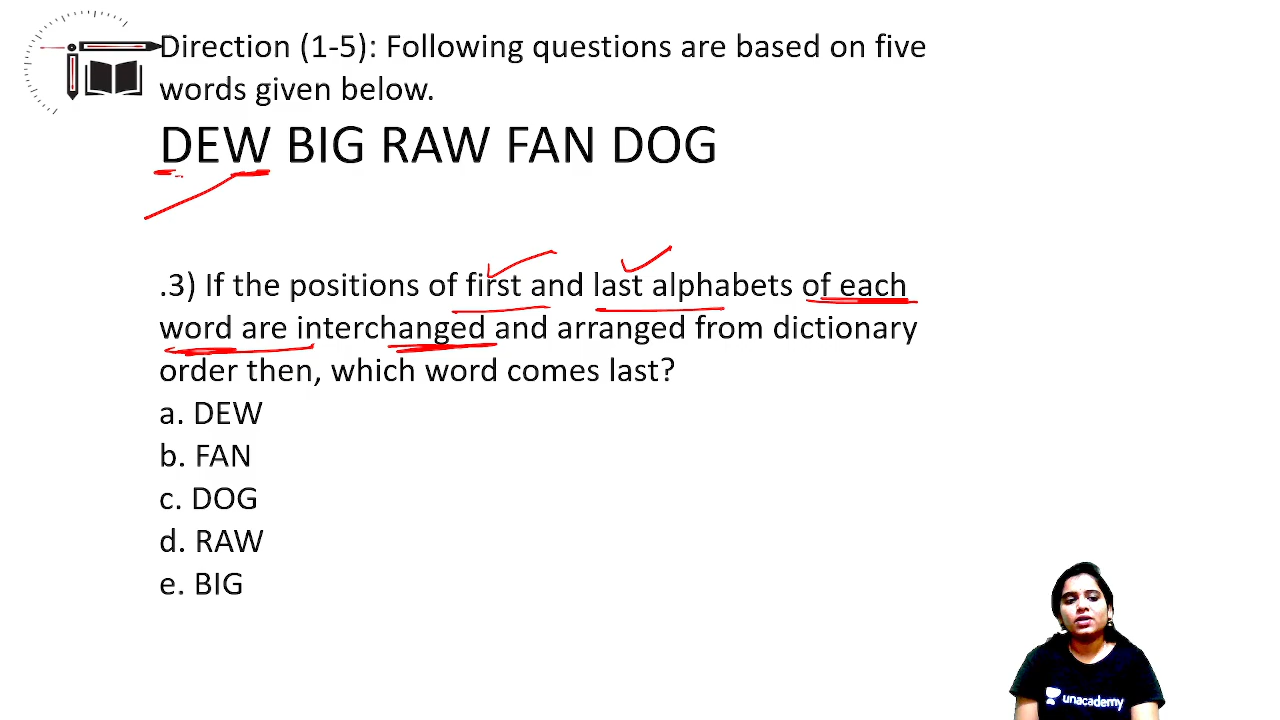 Direction (1-5): Following questions are based on five
words given below.
DEW BIG RAW FAN DOG
.3) If the positions of first and last alphabets of each
word are interchanged and arranged from dictionary
order then, which word comes last?
a. DEW
b. FAN
c. DOG
d. RAW
e. BIG
unacademy